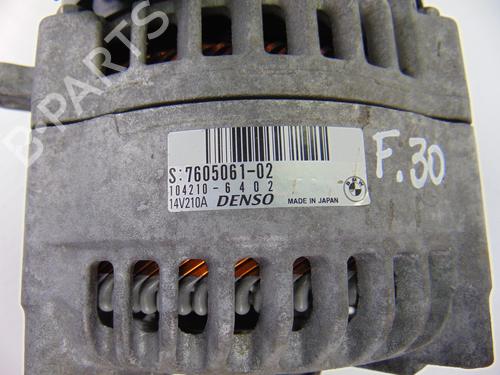 B-PARTS
S:7605061-02
104210-6402
14V210A DENSO MADE IN JAPAN
F.30